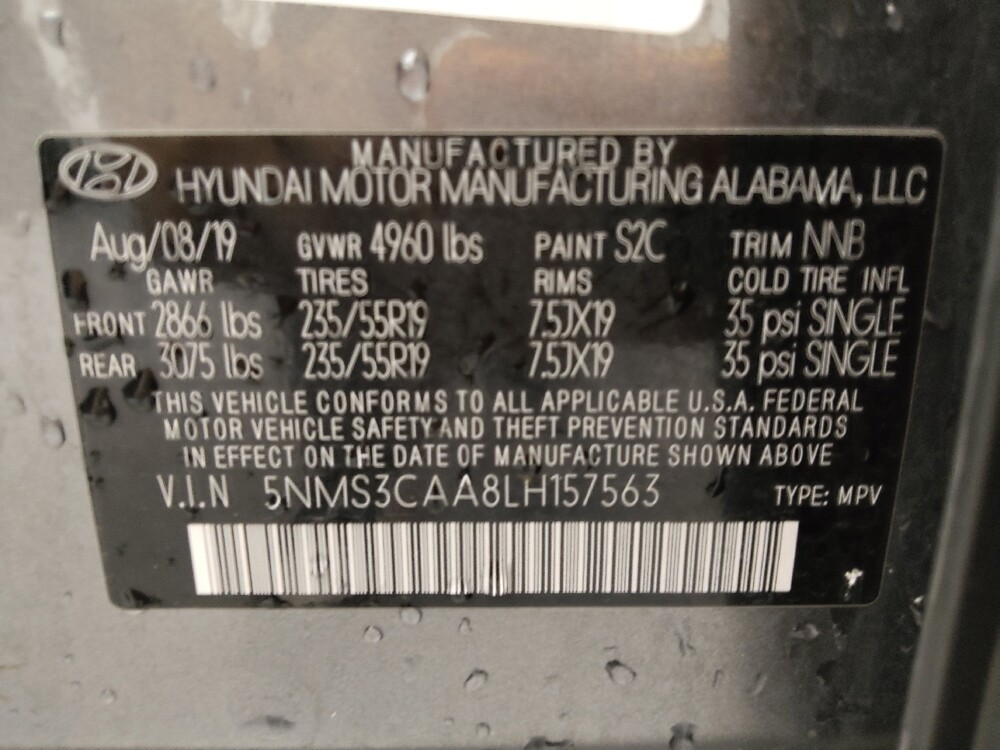 MANUFACTURED BY
HYUNDAI MOTOR MANUFACTURING ALABAMA, LLC
Aug/08/19 GVWR 4960 lbs PAINT S2C TRIM NNB
GAWR TIRES RIMS COLD TIRE INFL
FRONT 2866 lbs 235/55R19 7.5JX19 35 psi SINGLE
REAR 3075 lbs 235/55R19 7.5JX19 35 psi SINGLE
THIS VEHICLE CONFORMS TO ALL APPLICABLE U.S.A. FEDERAL
MOTOR VEHICLE SAFETY AND THEFT PREVENTION STANDARDS
IN EFFECT ON THE DATE OF MANUFACTURE SHOWN ABOVE
V.I.N 5NMS3CAA8LH157563 TYPE: MPV